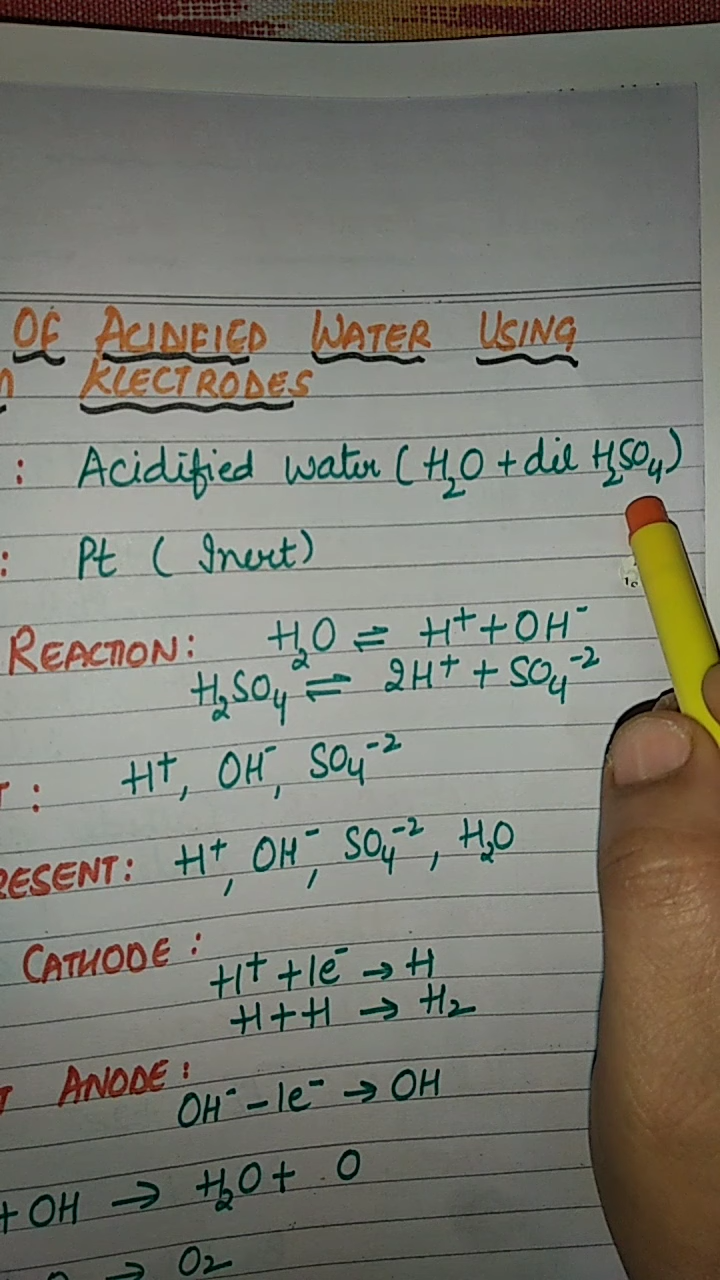 OF ACIDIFIED WATER USING
ELECTRODES
: Acidified water (H₂O + dil H₂SO₄)
: Pt ( Inert)
REACTION: H₂O ⇌ H⁺ + OH⁻
H₂SO₄ ⇌ 2H⁺ + SO₄⁻²
T : H⁺, OH⁻, SO₄⁻²
RESENT: H⁺, OH⁻, SO₄⁻², H₂O
CATHODE :
H⁺ + 1e⁻ → H
H + H → H₂
T ANODE :
OH⁻ - 1e⁻ → OH
+ OH → H₂O + O
→ O₂